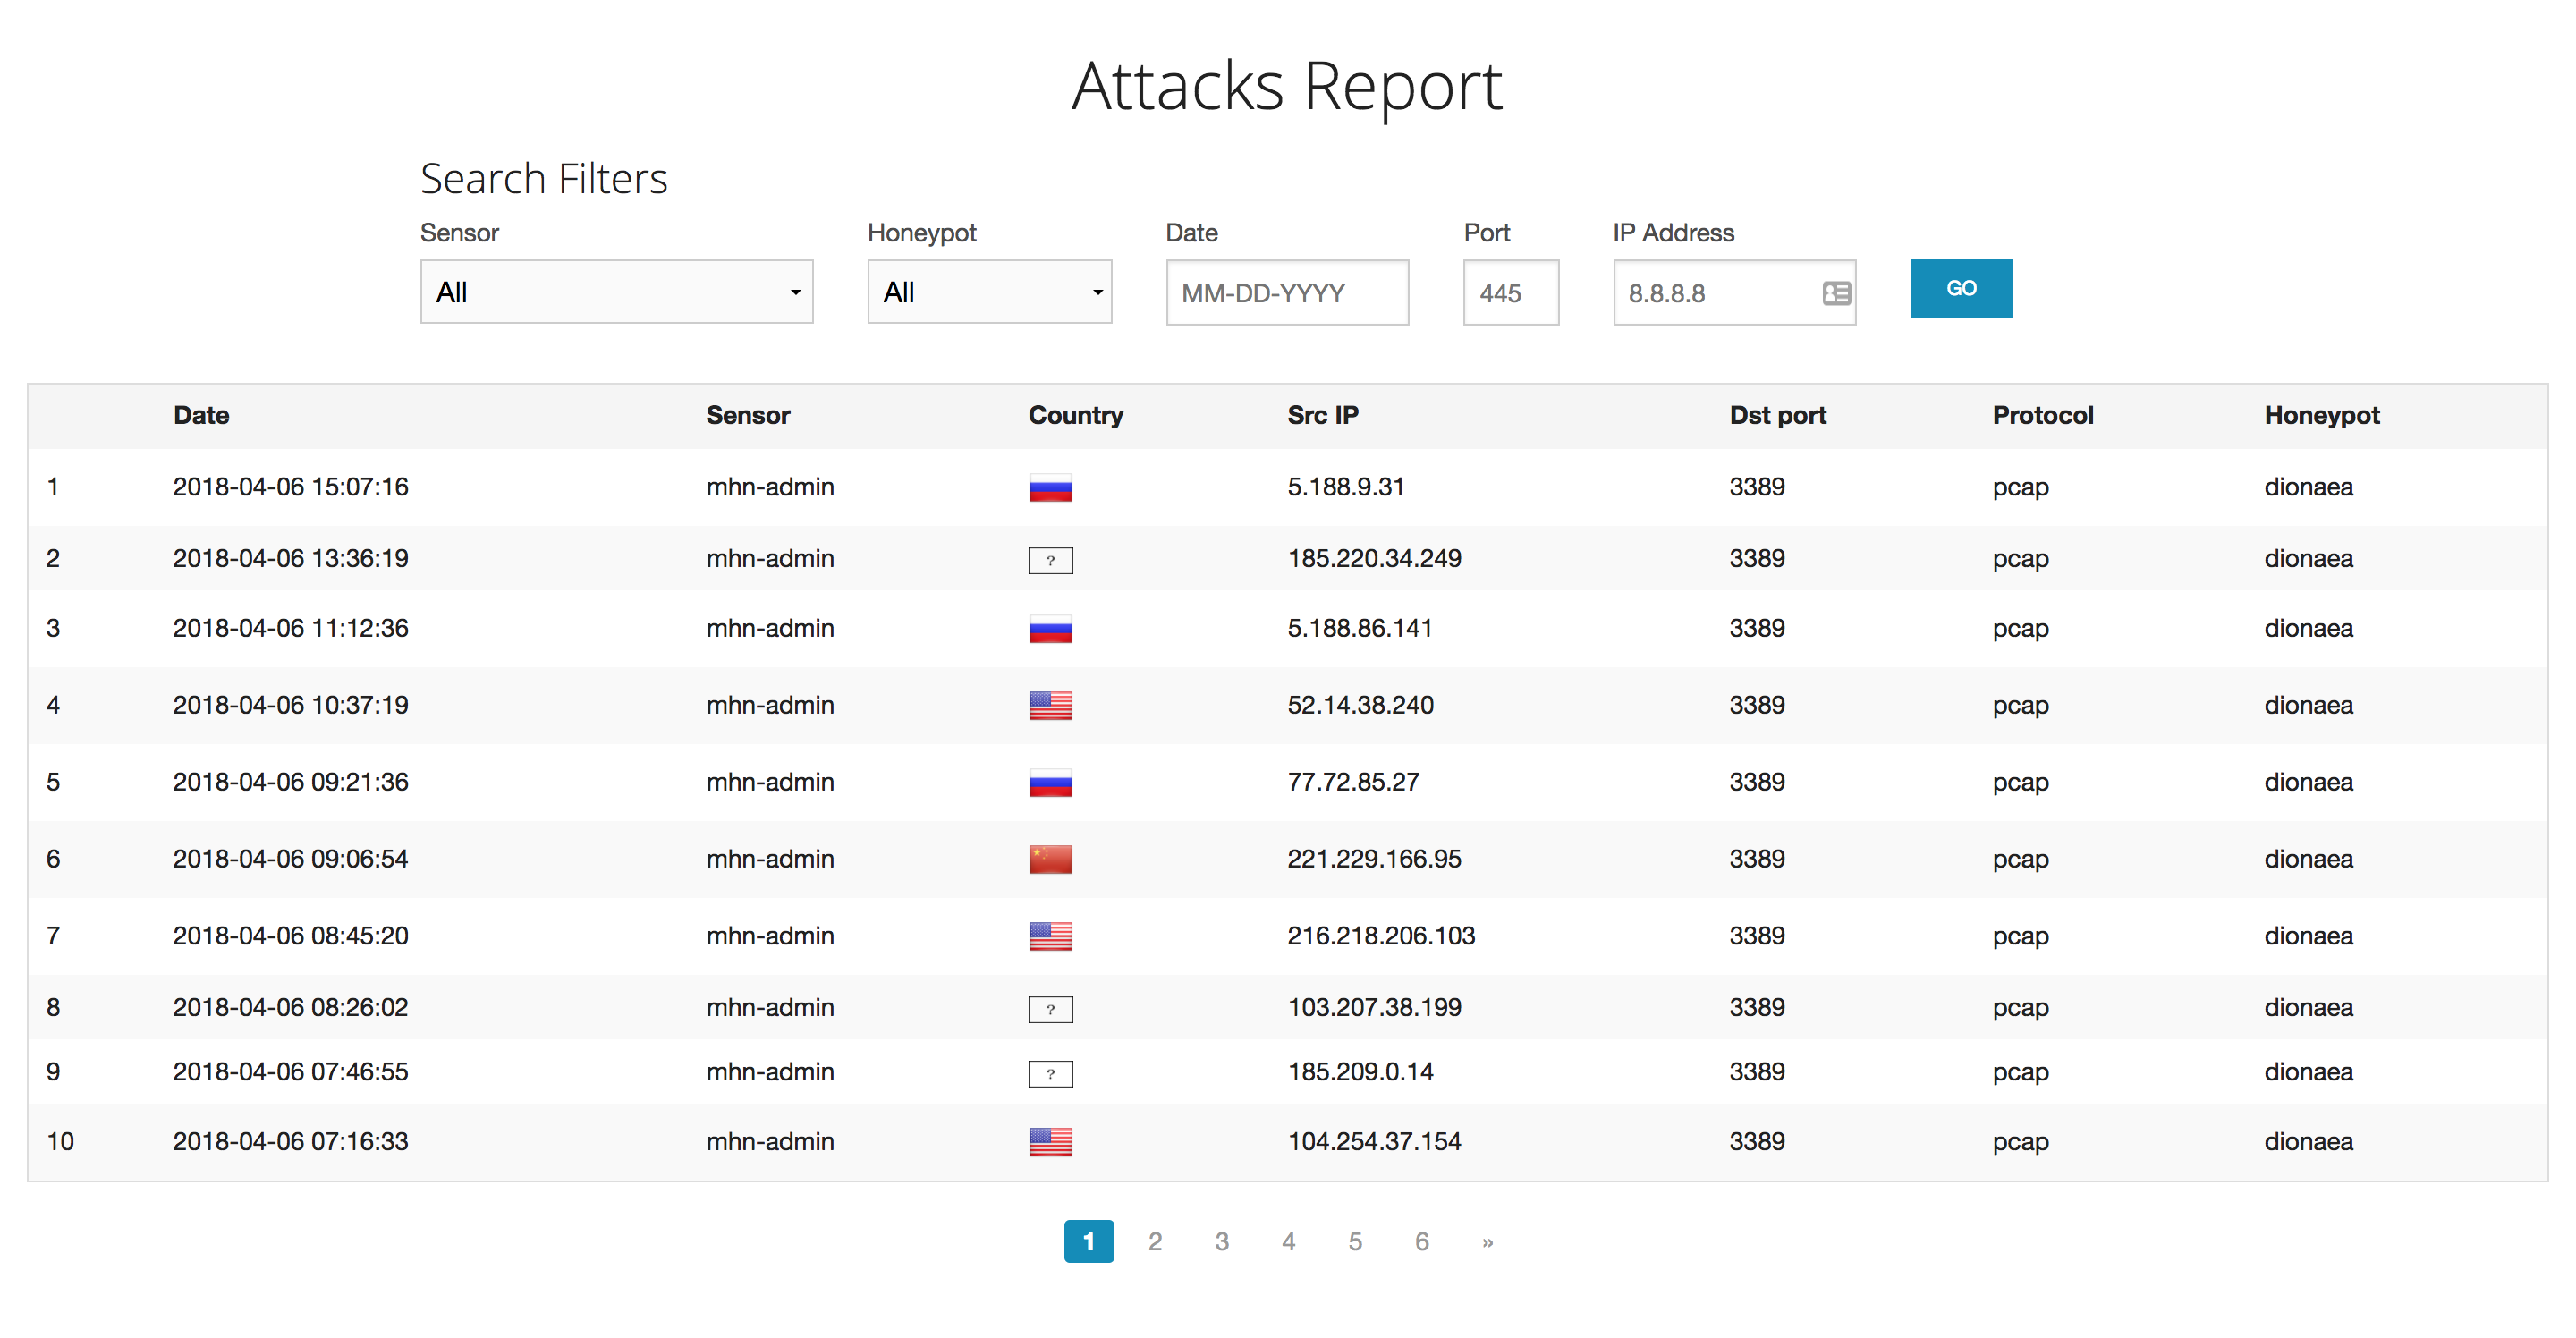 Attacks Report
Search Filters
Sensor Honeypot Date Port IP Address
All All MM-DD-YYYY 445 8.8.8.8 GO
Date Sensor Country Src IP Dst port Protocol Honeypot
1 2018-04-06 15:07:16 mhn-admin 5.188.9.31 3389 pcap dionaea
2 2018-04-06 13:36:19 mhn-admin ? 185.220.34.249 3389 pcap dionaea
3 2018-04-06 11:12:36 mhn-admin 5.188.86.141 3389 pcap dionaea
4 2018-04-06 10:37:19 mhn-admin 52.14.38.240 3389 pcap dionaea
5 2018-04-06 09:21:36 mhn-admin 77.72.85.27 3389 pcap dionaea
6 2018-04-06 09:06:54 mhn-admin 221.229.166.95 3389 pcap dionaea
7 2018-04-06 08:45:20 mhn-admin 216.218.206.103 3389 pcap dionaea
8 2018-04-06 08:26:02 mhn-admin ? 103.207.38.199 3389 pcap dionaea
9 2018-04-06 07:46:55 mhn-admin ? 185.209.0.14 3389 pcap dionaea
10 2018-04-06 07:16:33 mhn-admin 104.254.37.154 3389 pcap dionaea
1 2 3 4 5 6 »